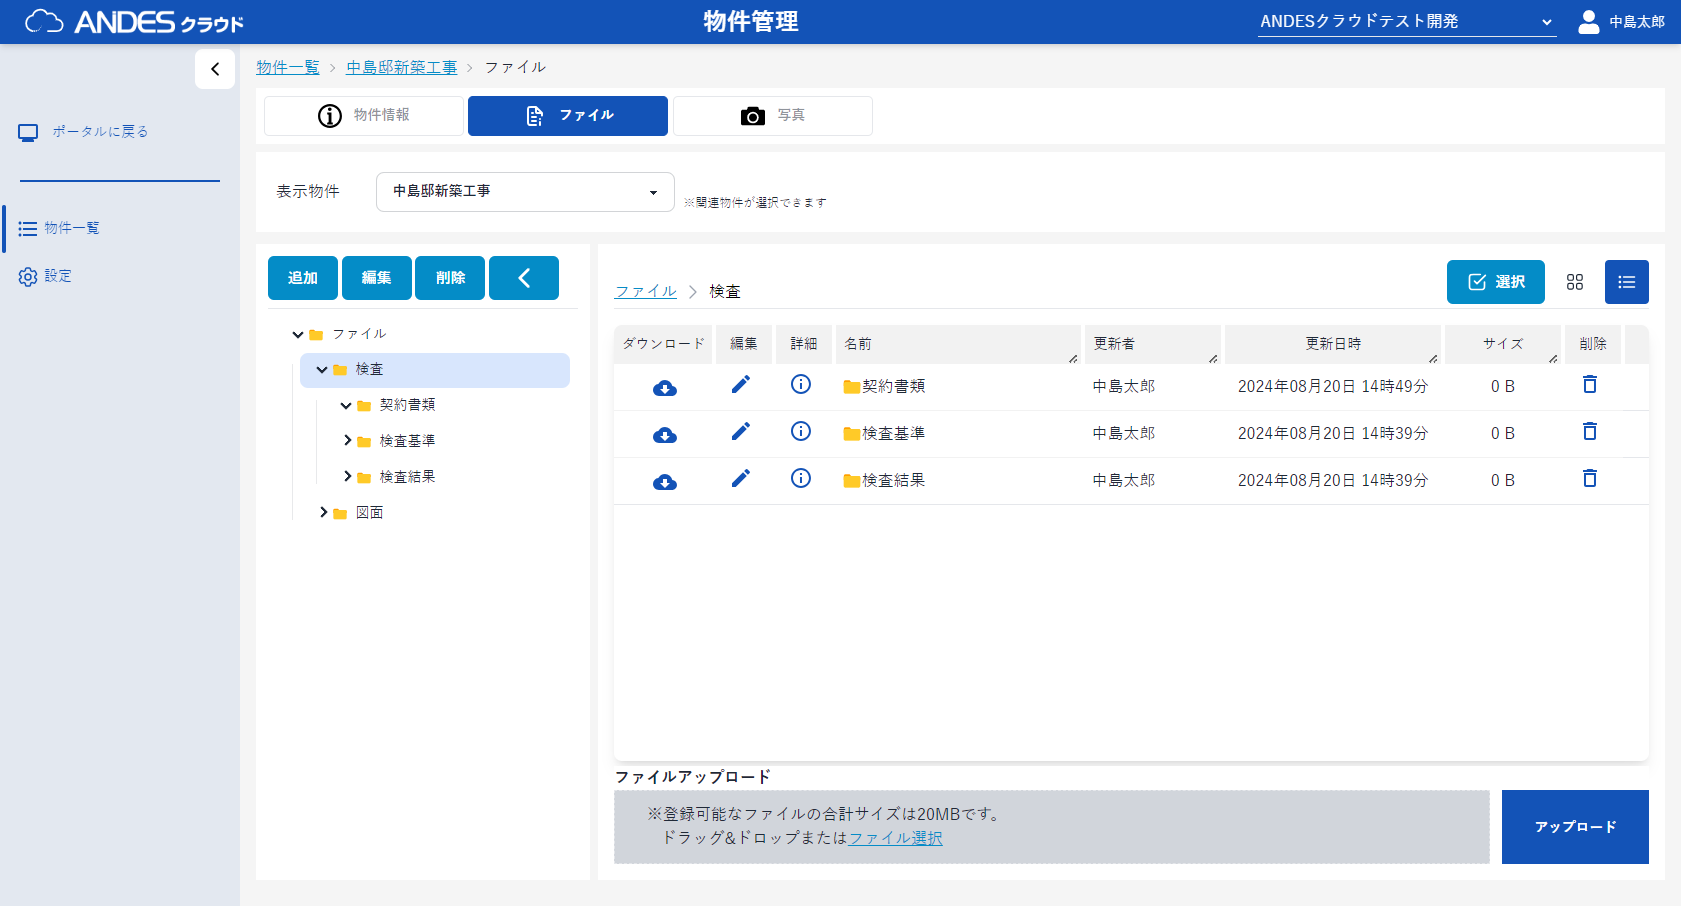 ANDES クラウド
物件管理
ANDESクラウドテスト開発
中島太郎
ポータルに戻る
物件一覧
設定
物件一覧 > 中島邸新築工事 > ファイル
物件情報
ファイル
写真
表示物件
中島邸新築工事
※関連物件が選択できます
追加
編集
削除
ファイル
検査
契約書類
検査基準
検査結果
図面
ファイル > 検査
選択
ダウンロード 編集 詳細 名前 更新者 更新日時 サイズ 削除
契約書類 中島太郎 2024年08月20日 14時49分 0 B
検査基準 中島太郎 2024年08月20日 14時39分 0 B
検査結果 中島太郎 2024年08月20日 14時39分 0 B
ファイルアップロード
※登録可能なファイルの合計サイズは20MBです。
ドラッグ&ドロップまたはファイル選択
アップロード